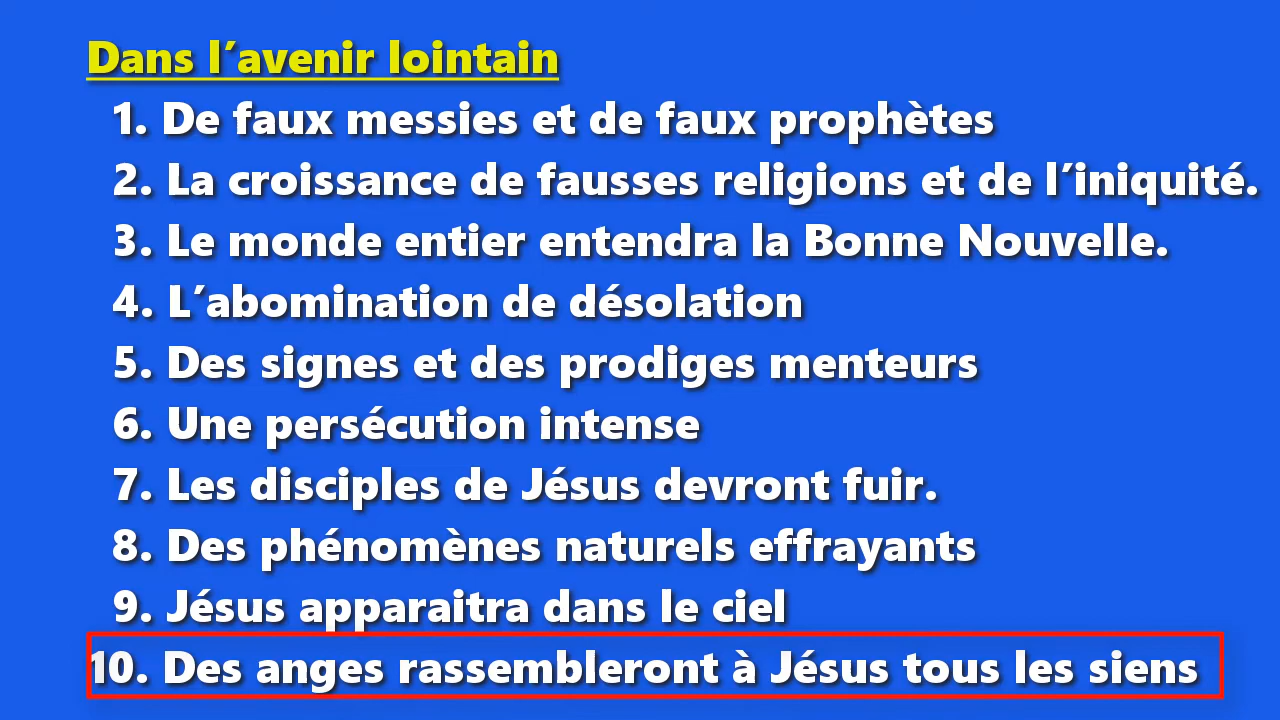 Dans l´avenir lointain
1. De faux messies et de faux prophètes
2. La croissance de fausses religions et de l´iniquité.
3. Le monde entier entendra la Bonne Nouvelle.
4. L´abomination de désolation
5. Des signes et des prodiges menteurs
6. Une persécution intense
7. Les disciples de Jésus devront fuir.
8. Des phénomènes naturels effrayants
9. Jésus apparaitra dans le ciel
10. Des anges rassembleront à Jésus tous les siens